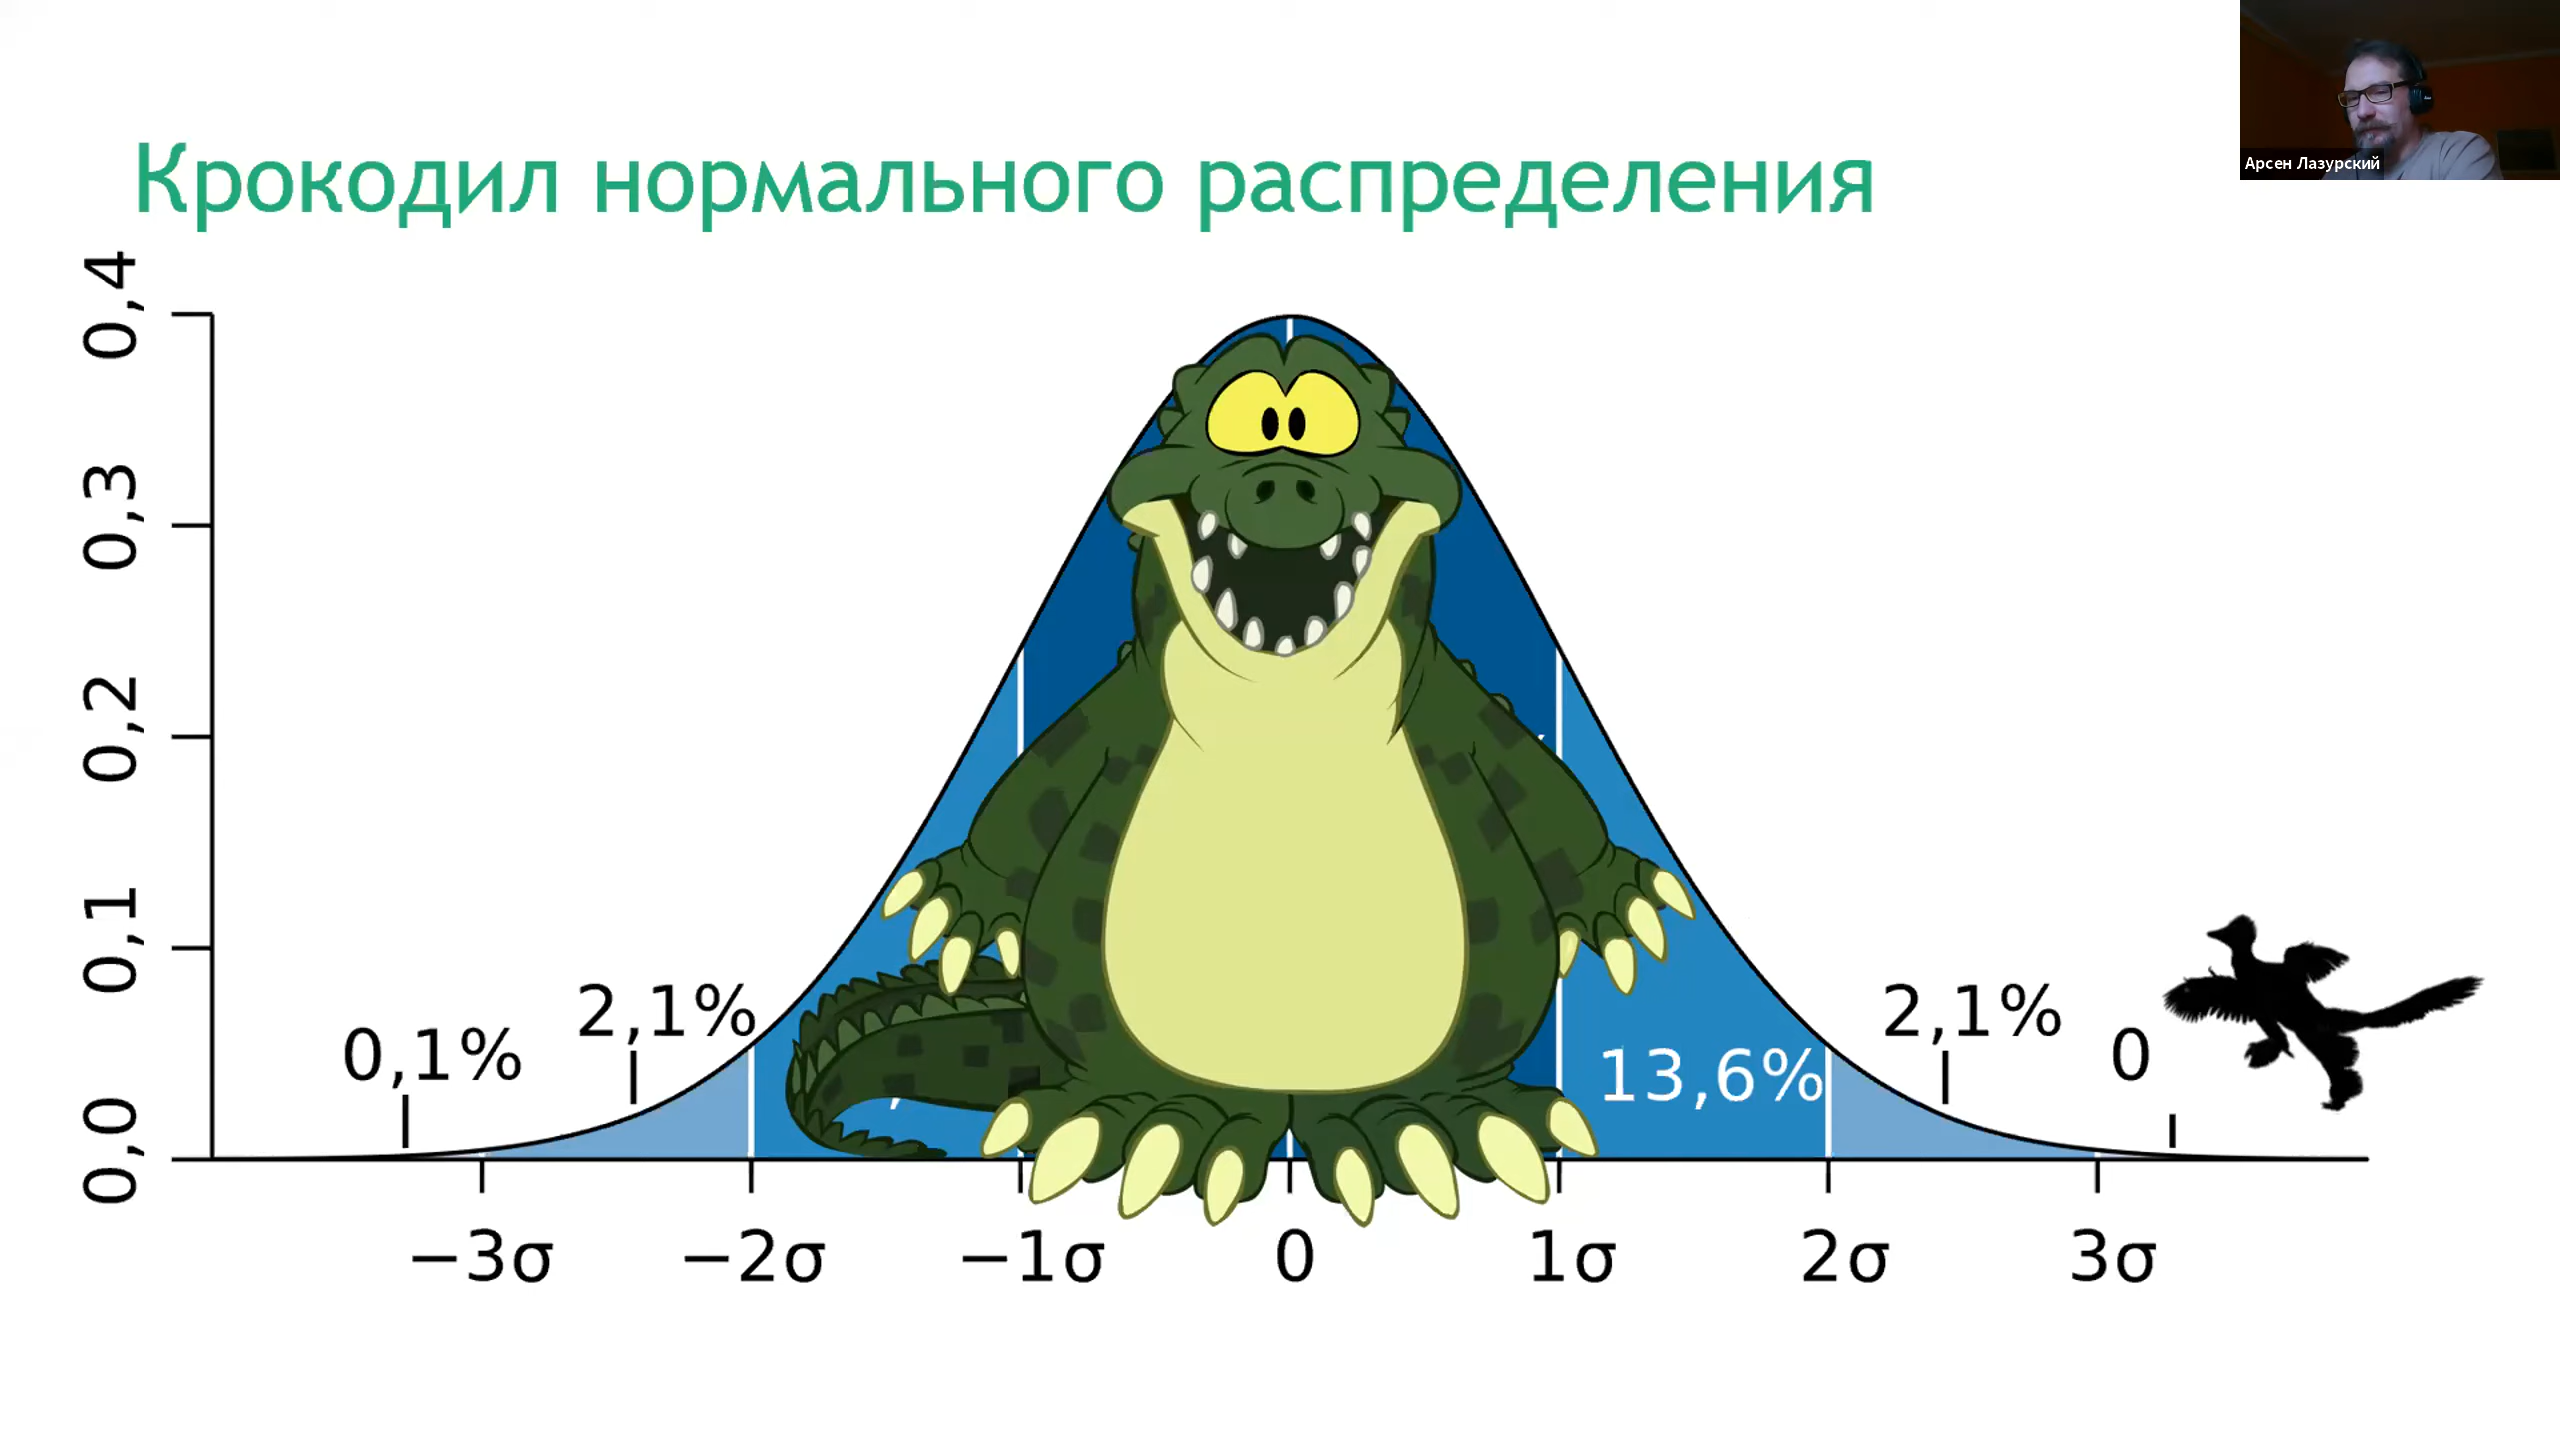 Крокодил нормального распределения
Арсен Лазурский
0,4
0,3
0,2
0,1
0,0
0,1%
2,1%
13,6%
2,1%
0
−3σ
−2σ
−1σ
0
1σ
2σ
3σ